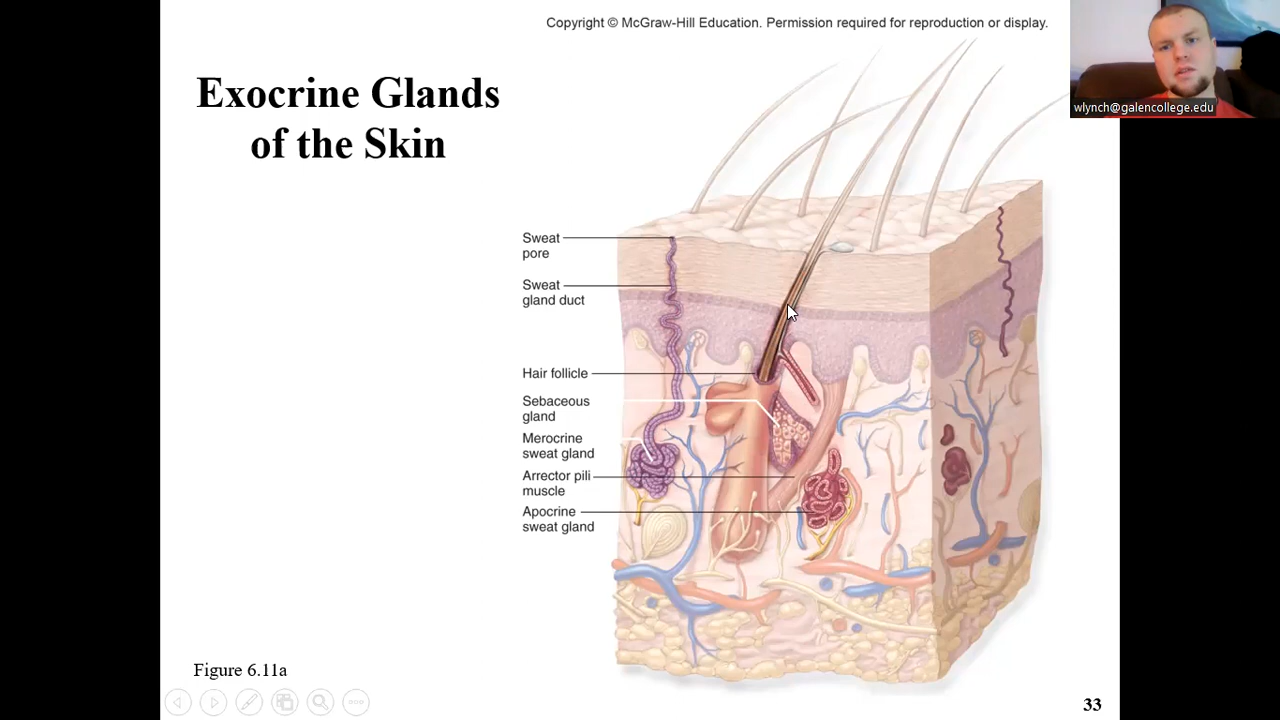 Copyright © McGraw-Hill Education. Permission required for reproduction or display.
wlynch@galencollege.edu
Exocrine Glands
of the Skin
Sweat
pore
Sweat
gland duct
Hair follicle
Sebaceous
gland
Merocrine
sweat gland
Arrector pili
muscle
Apocrine
sweat gland
Figure 6.11a
33